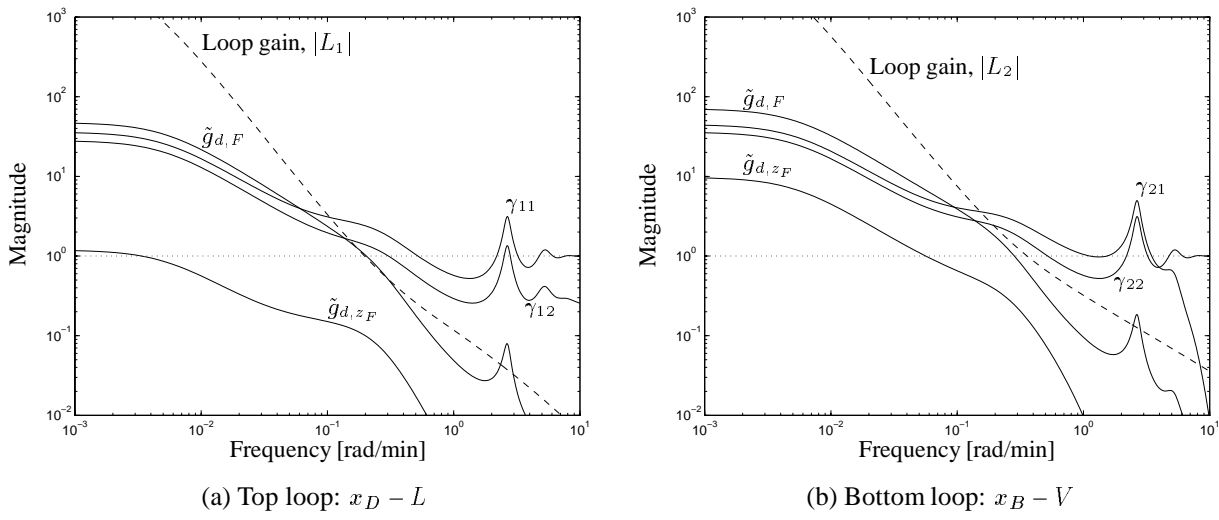 10³
10²
10¹
10⁰
10⁻¹
10⁻²
Magnitude
Loop gain, |L₁|
g̃d,F
g̃d,zF
γ11
γ12
10⁻³ 10⁻² 10⁻¹ 10⁰ 10¹
Frequency [rad/min]
(a) Top loop: xD − L
10³
10²
10¹
10⁰
10⁻¹
10⁻²
Magnitude
Loop gain, |L₂|
g̃d,F
g̃d,zF
γ21
γ22
10⁻³ 10⁻² 10⁻¹ 10⁰ 10¹
Frequency [rad/min]
(b) Bottom loop: xB − V